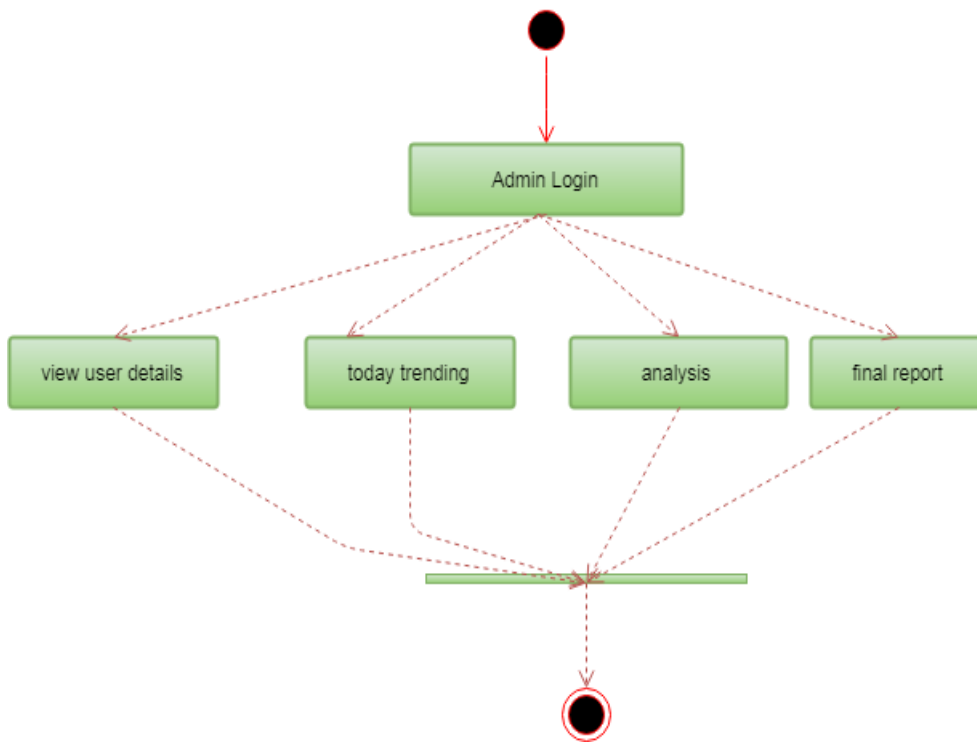 Admin Login
view user details
today trending
analysis
final report